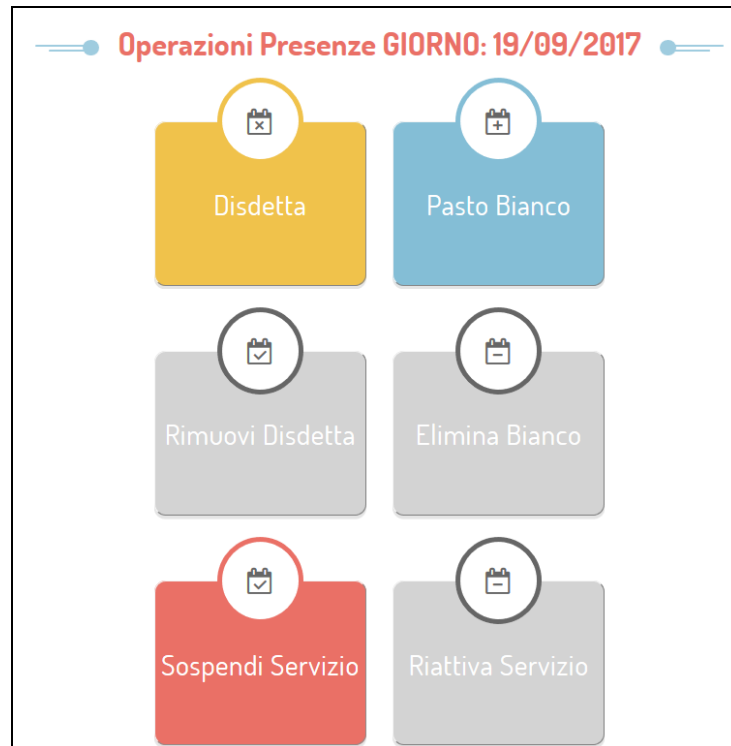 Operazioni Presenze GIORNO: 19/09/2017
Disdetta
Pasto Bianco
Rimuovi Disdetta
Elimina Bianco
Sospendi Servizio
Riattiva Servizio